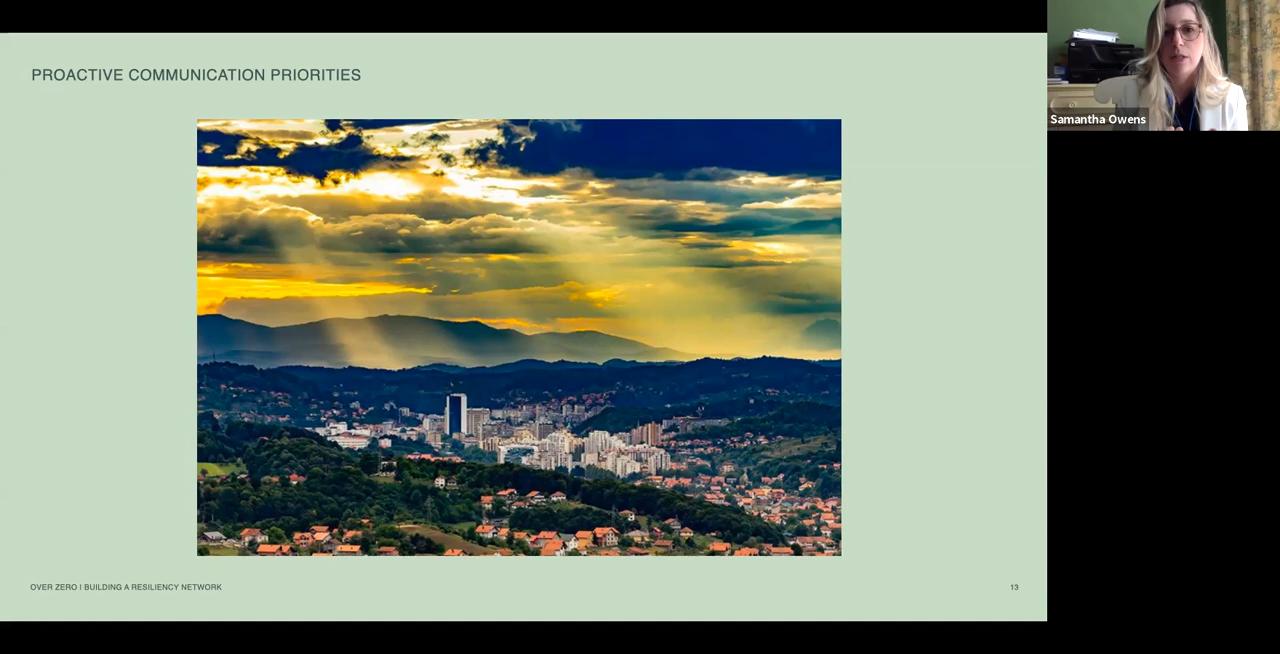 PROACTIVE COMMUNICATION PRIORITIES
Samantha Owens
OVER ZERO I BUILDING A RESILIENCY NETWORK
13